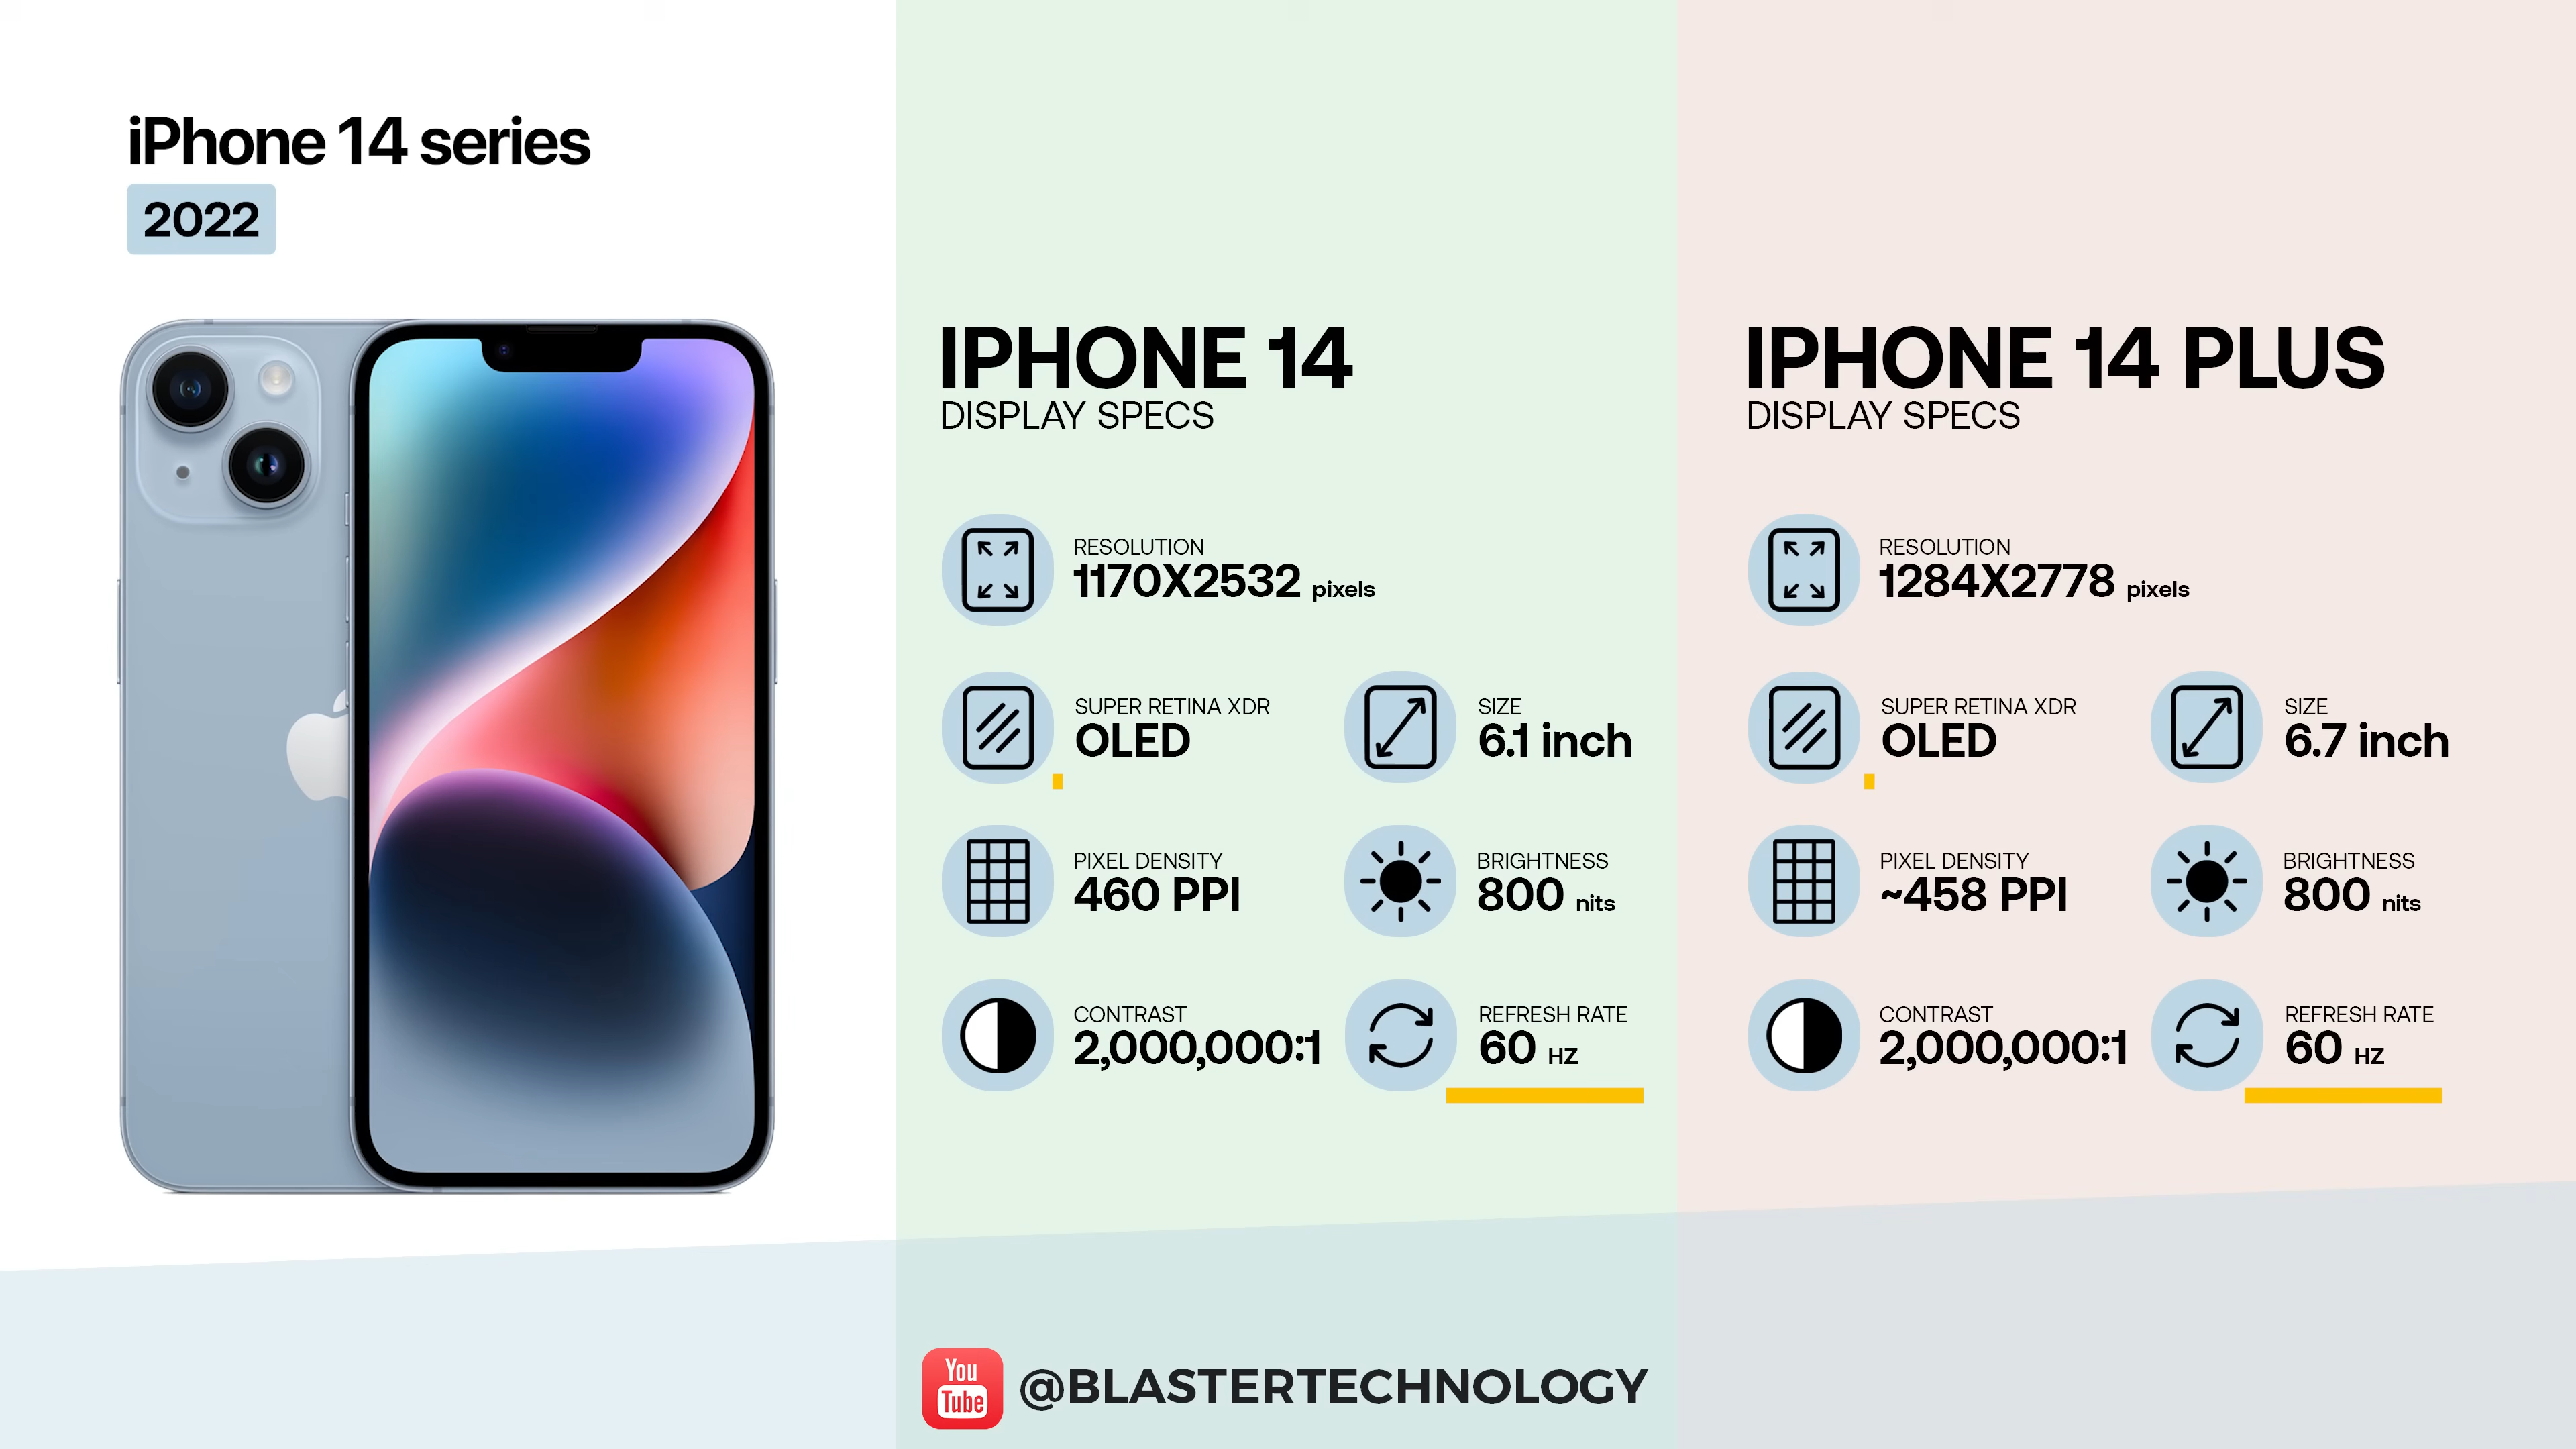 iPhone 14 series
2022
IPHONE 14
DISPLAY SPECS
RESOLUTION
1170X2532 pixels
SUPER RETINA XDR
OLED
SIZE
6.1 inch
PIXEL DENSITY
460 PPI
BRIGHTNESS
800 nits
CONTRAST
2,000,000:1
REFRESH RATE
60 HZ
IPHONE 14 PLUS
DISPLAY SPECS
RESOLUTION
1284X2778 pixels
SUPER RETINA XDR
OLED
SIZE
6.7 inch
PIXEL DENSITY
~458 PPI
BRIGHTNESS
800 nits
CONTRAST
2,000,000:1
REFRESH RATE
60 HZ
You
Tube
@BLASTERTECHNOLOGY